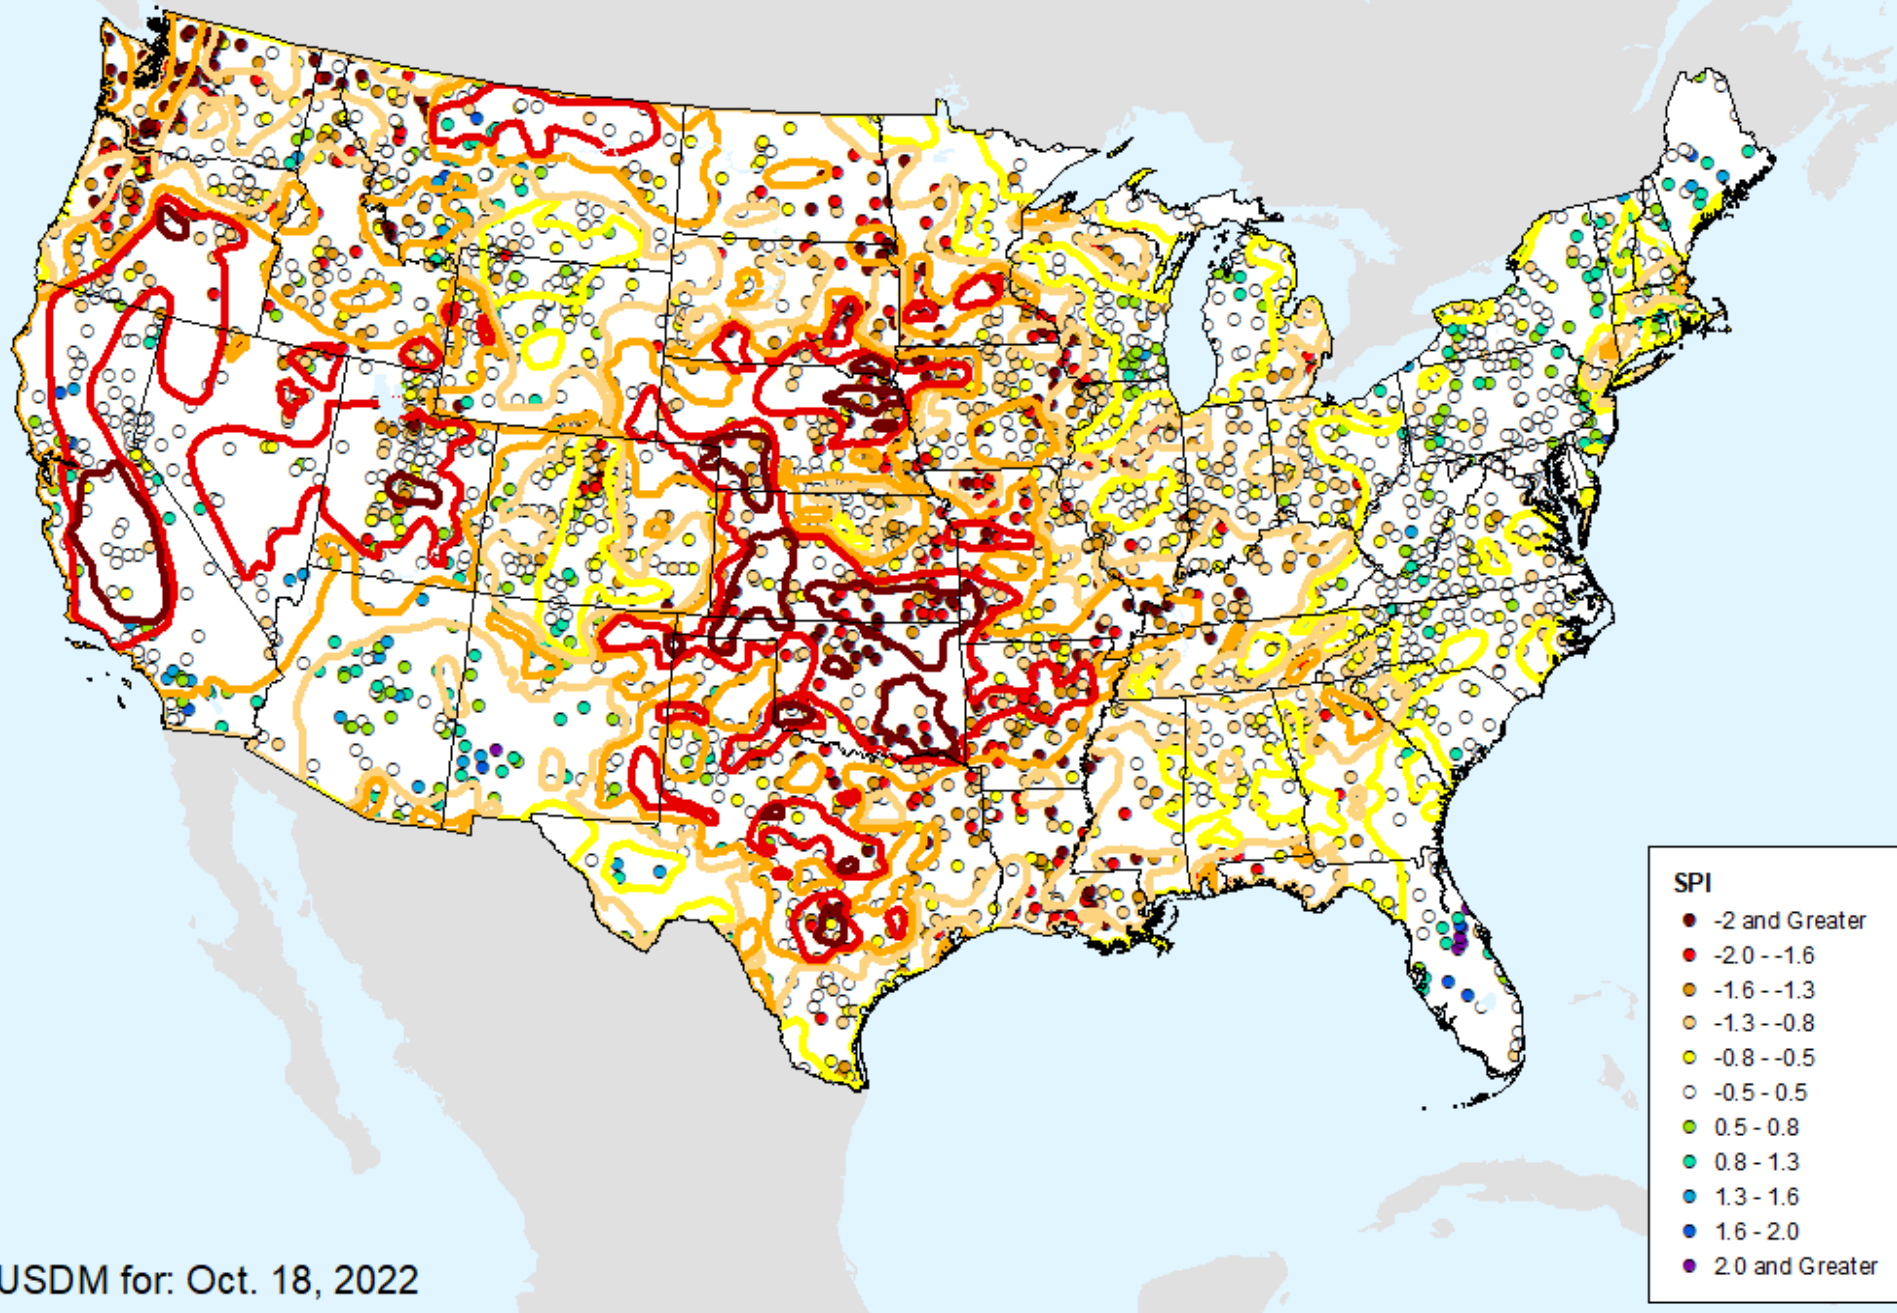 SPI
-2 and Greater
-2.0 - -1.6
-1.6 - -1.3
-1.3 - -0.8
-0.8 - -0.5
-0.5 - 0.5
0.5 - 0.8
0.8 - 1.3
1.3 - 1.6
1.6 - 2.0
2.0 and Greater
USDM for: Oct. 18, 2022